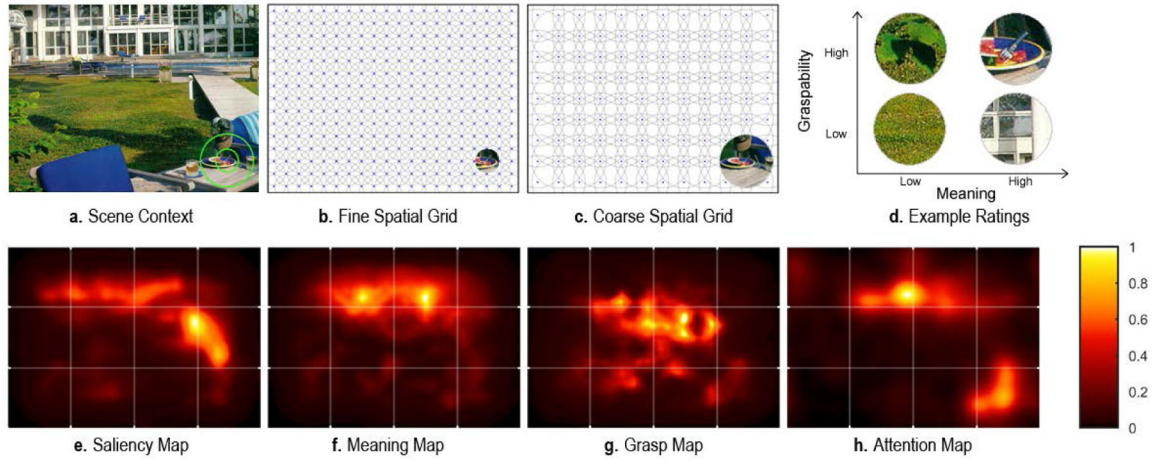 Graspability
High
Low
Low
High
Meaning
a. Scene Context
b. Fine Spatial Grid
c. Coarse Spatial Grid
d. Example Ratings
1
0.8
0.6
0.4
0.2
0
e. Saliency Map
f. Meaning Map
g. Grasp Map
h. Attention Map